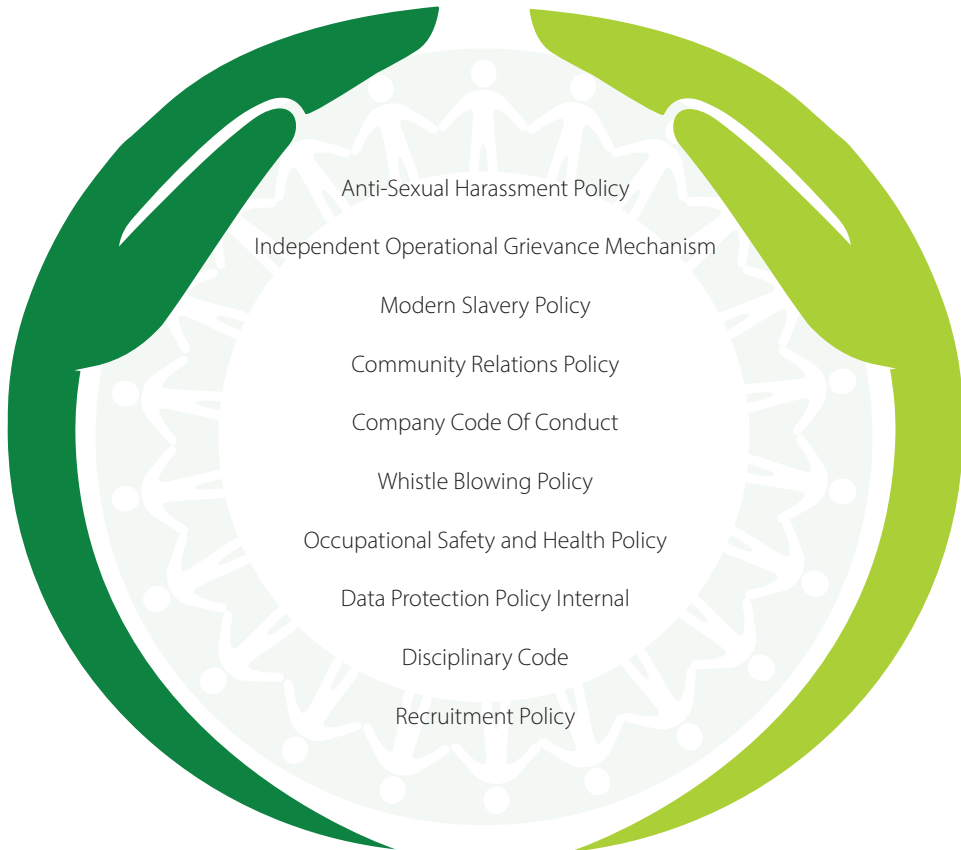 Anti-Sexual Harassment Policy
Independent Operational Grievance Mechanism
Modern Slavery Policy
Community Relations Policy
Company Code Of Conduct
Whistle Blowing Policy
Occupational Safety and Health Policy
Data Protection Policy Internal
Disciplinary Code
Recruitment Policy